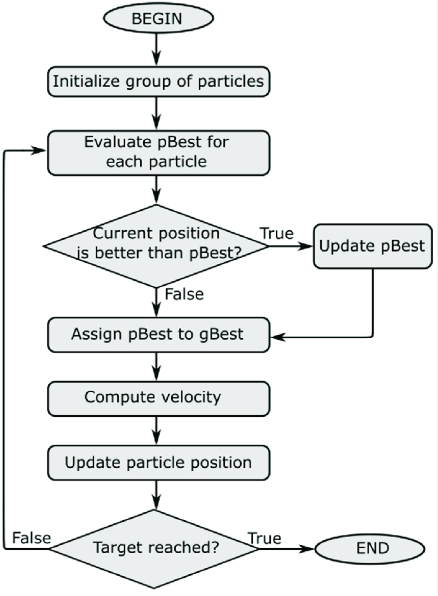 BEGIN
Initialize group of particles
Evaluate pBest for
each particle
Current position
is better than pBest?
True
Update pBest
False
Assign pBest to gBest
Compute velocity
Update particle position
False
Target reached?
True
END